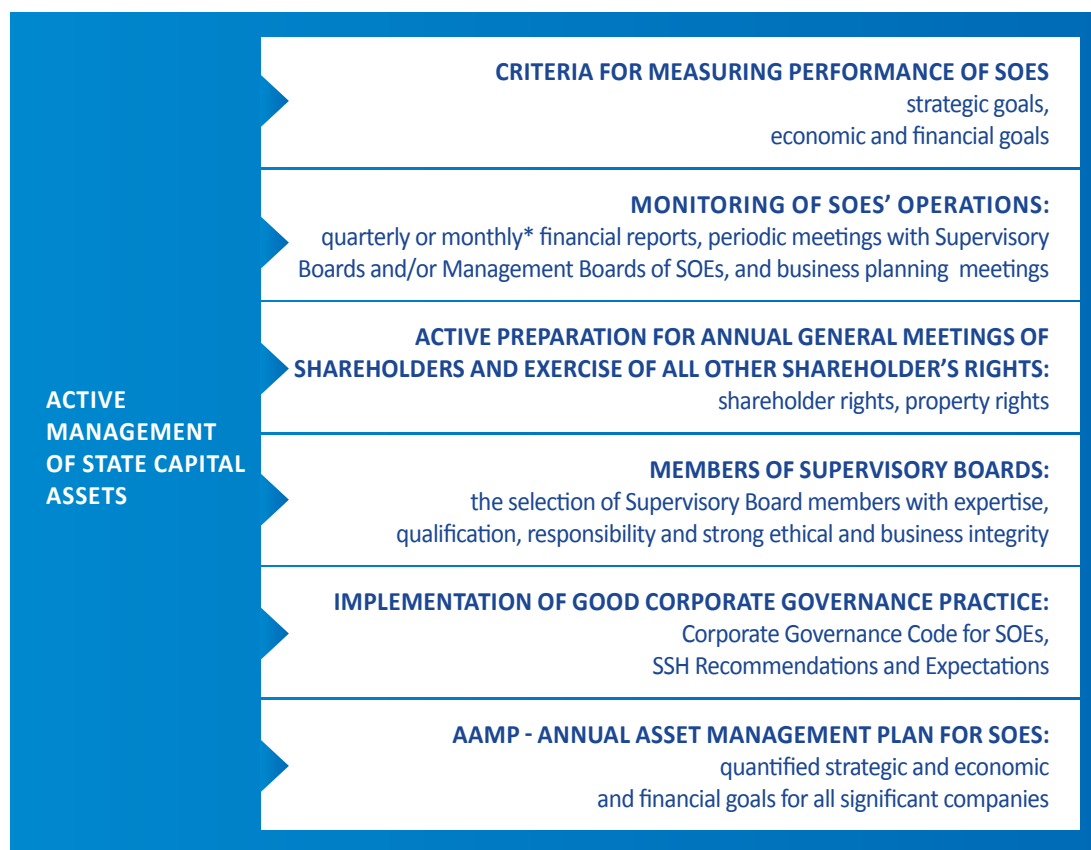 ACTIVE
MANAGEMENT
OF STATE CAPITAL
ASSETS
CRITERIA FOR MEASURING PERFORMANCE OF SOES
strategic goals,
economic and financial goals
MONITORING OF SOES’ OPERATIONS:
quarterly or monthly* financial reports, periodic meetings with Supervisory
Boards and/or Management Boards of SOEs, and business planning meetings
ACTIVE PREPARATION FOR ANNUAL GENERAL MEETINGS OF
SHAREHOLDERS AND EXERCISE OF ALL OTHER SHAREHOLDER’S RIGHTS:
shareholder rights, property rights
MEMBERS OF SUPERVISORY BOARDS:
the selection of Supervisory Board members with expertise,
qualification, responsibility and strong ethical and business integrity
IMPLEMENTATION OF GOOD CORPORATE GOVERNANCE PRACTICE:
Corporate Governance Code for SOEs,
SSH Recommendations and Expectations
AAMP - ANNUAL ASSET MANAGEMENT PLAN FOR SOES:
quantified strategic and economic
and financial goals for all significant companies